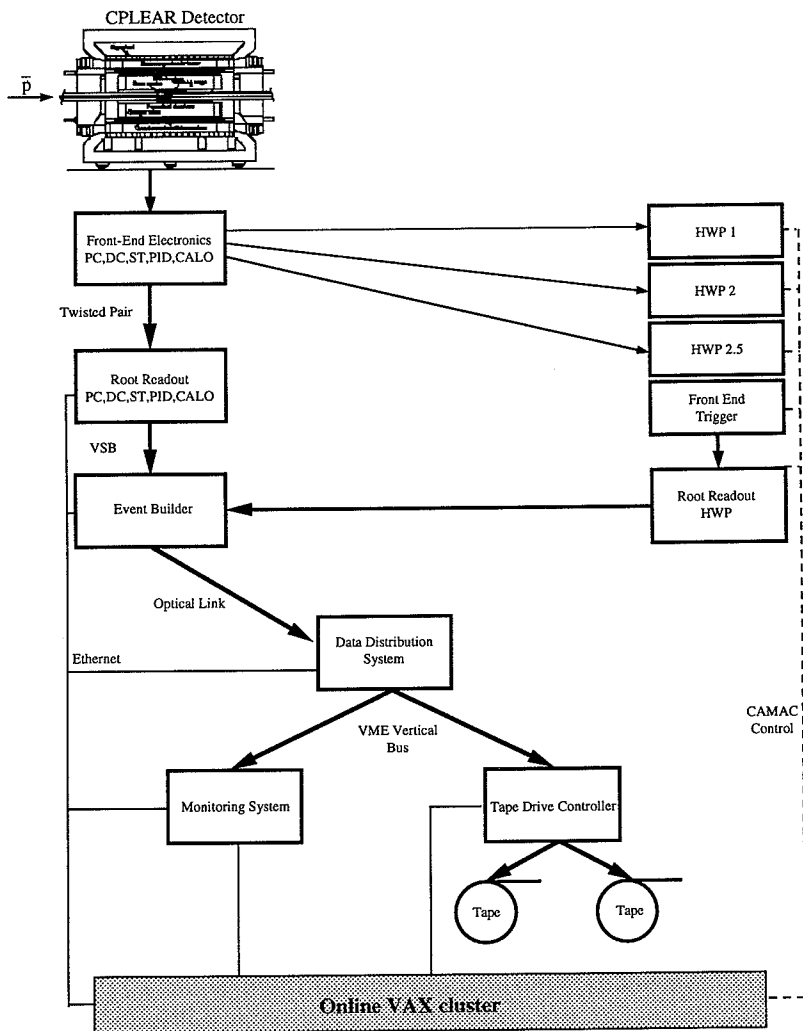 CPLEAR Detector
p̄
Front-End Electronics
PC,DC,ST,PID,CALO
HWP 1
HWP 2
Twisted Pair
HWP 2.5
Root Readout
PC,DC,ST,PID,CALO
Front End
Trigger
VSB
Event Builder
Root Readout
HWP
Optical Link
Ethernet
Data Distribution
System
CAMAC
Control
VME Vertical
Bus
Monitoring System
Tape Drive Controller
Tape
Tape
Online VAX cluster